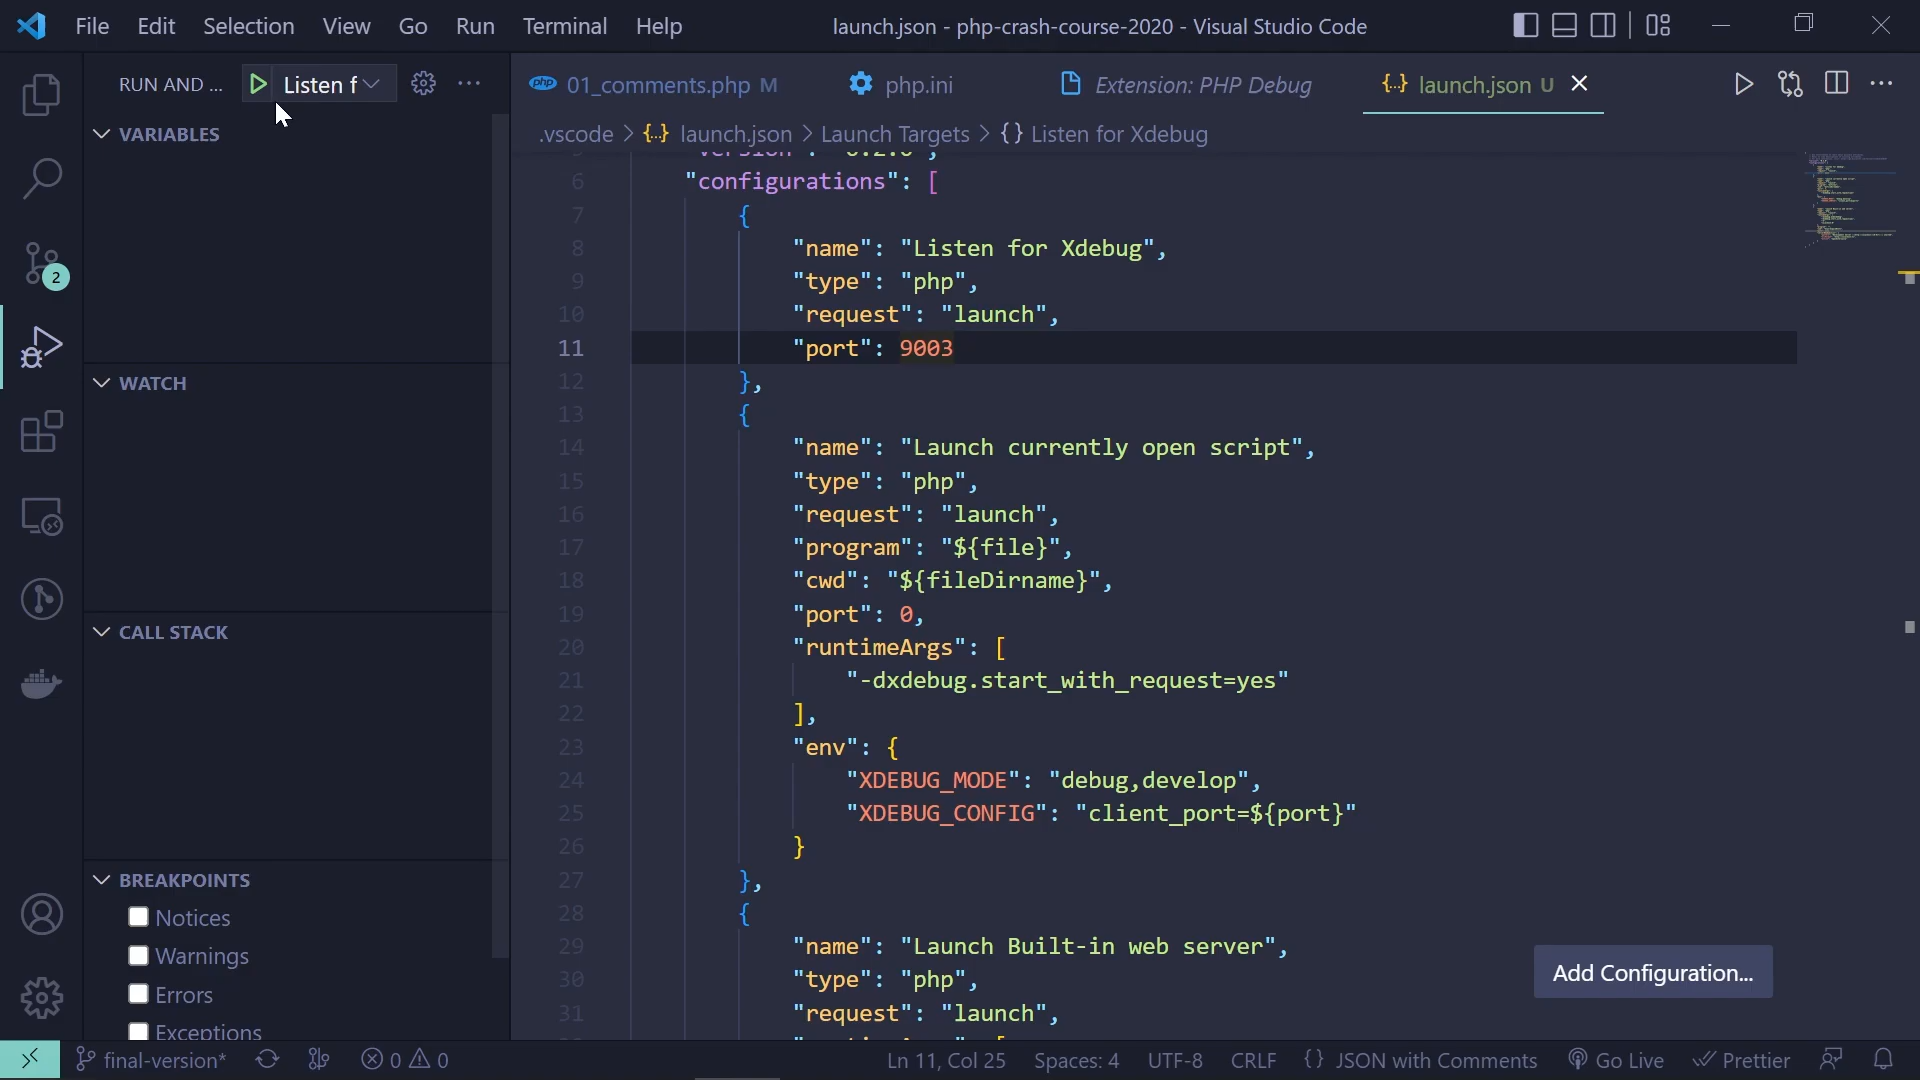 File Edit Selection View Go Run Terminal Help launch.json - php-crash-course-2020 - Visual Studio Code
RUN AND ... Listen f
01_comments.php M php.ini Extension: PHP Debug {..} launch.json U
.vscode > {..} launch.json > Launch Targets > {} Listen for Xdebug
VARIABLES
WATCH
CALL STACK
BREAKPOINTS
Notices
Warnings
Errors
Exceptions
2
6 "configurations": [
7 {
8 "name": "Listen for Xdebug",
9 "type": "php",
10 "request": "launch",
11 "port": 9003
12 },
13 {
14 "name": "Launch currently open script",
15 "type": "php",
16 "request": "launch",
17 "program": "${file}",
18 "cwd": "${fileDirname}",
19 "port": 0,
20 "runtimeArgs": [
21 "-dxdebug.start_with_request=yes"
22 ],
23 "env": {
24 "XDEBUG_MODE": "debug,develop",
25 "XDEBUG_CONFIG": "client_port=${port}"
26 }
27 },
28 {
29 "name": "Launch Built-in web server",
30 "type": "php",
31 "request": "launch",
Add Configuration...
final-version* 0 0 Ln 11, Col 25 Spaces: 4 UTF-8 CRLF {} JSON with Comments Go Live Prettier